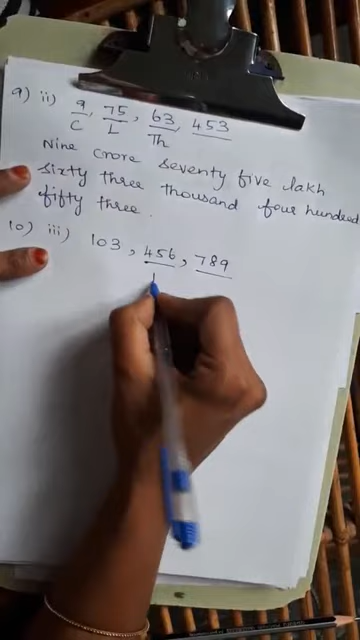 9) ii) 9, 75, 63, 453
C L Th
Nine Crore seventy five lakh
sixty three thousand four hundred
fifty three.
10) iii) 103, 456, 789